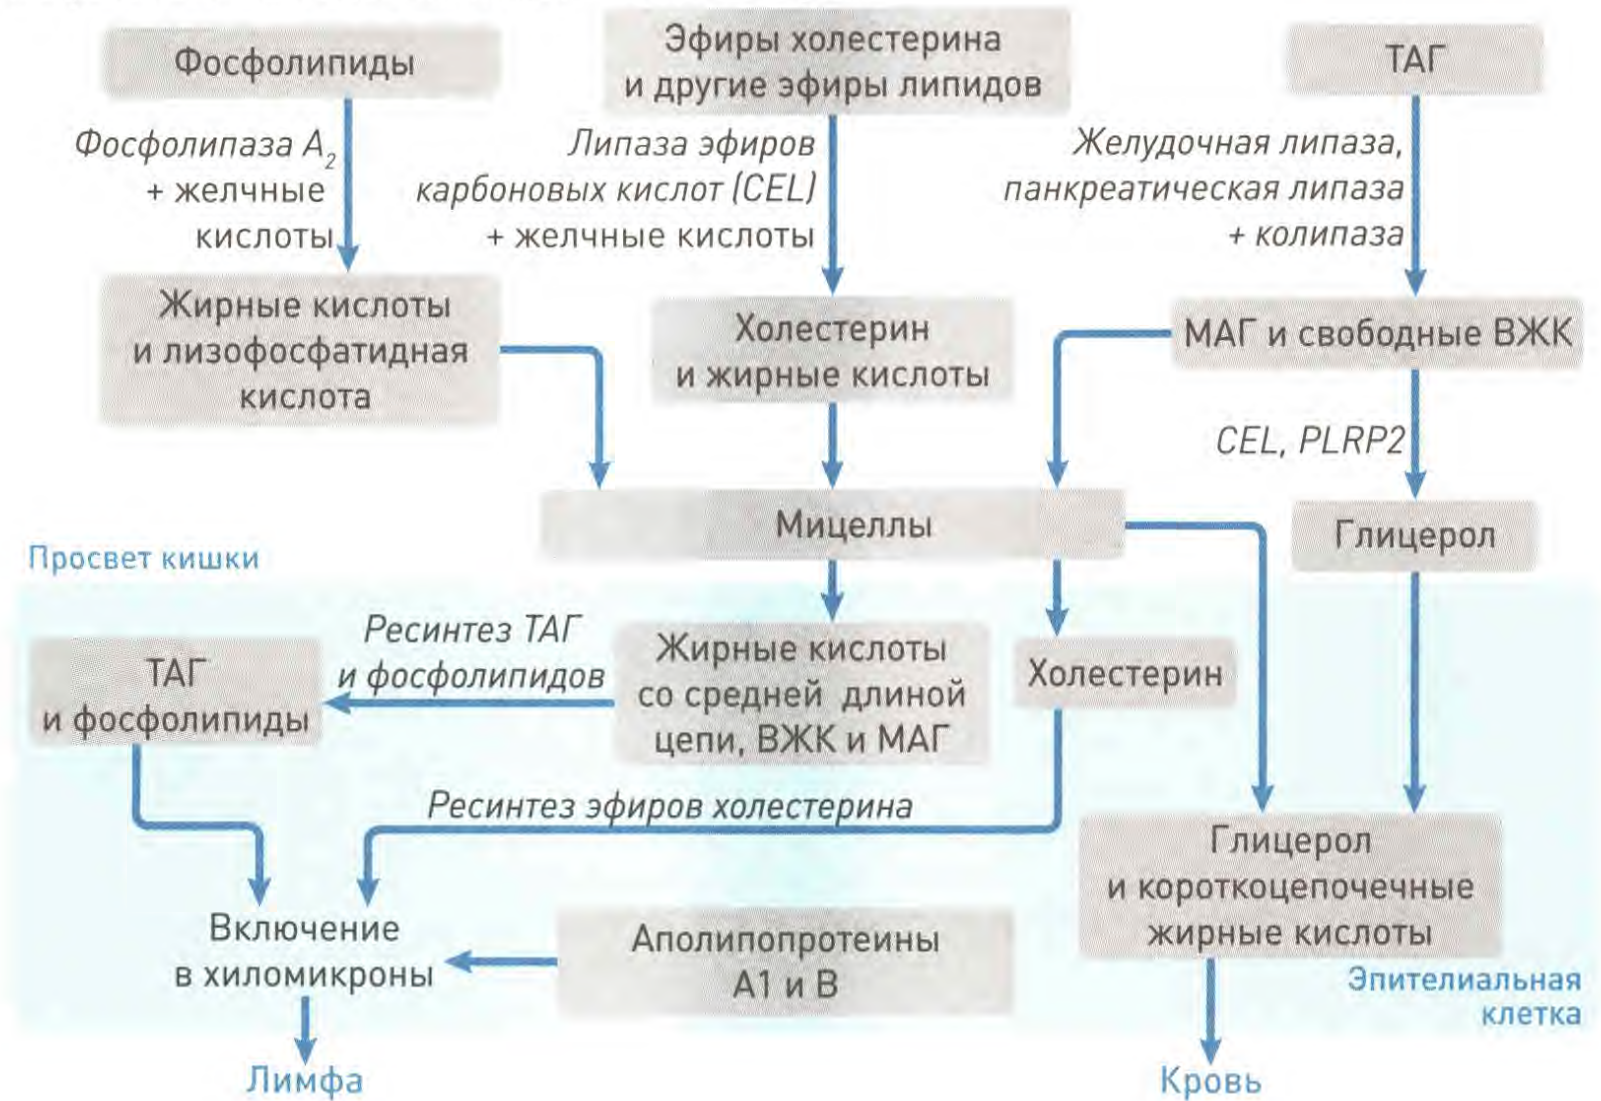 Фосфолипиды
Эфиры холестерина
и другие эфиры липидов
ТАГ
Фосфолипаза A2
+ желчные
кислоты
Липаза эфиров
карбоновых кислот (CEL)
+ желчные кислоты
Желудочная липаза,
панкреатическая липаза
+ колипаза
Жирные кислоты
и лизофосфатидная
кислота
Холестерин
и жирные кислоты
МАГ и свободные ВЖК
CEL, PLRP2
Мицеллы
Глицерол
Просвет кишки
Ресинтез ТАГ
и фосфолипидов
ТАГ
и фосфолипиды
Жирные кислоты
со средней длиной
цепи, ВЖК и МАГ
Холестерин
Ресинтез эфиров холестерина
Глицерол
и короткоцепочечные
жирные кислоты
Включение
в хиломикроны
Аполипопротеины
А1 и В
Эпителиальная
клетка
Лимфа
Кровь